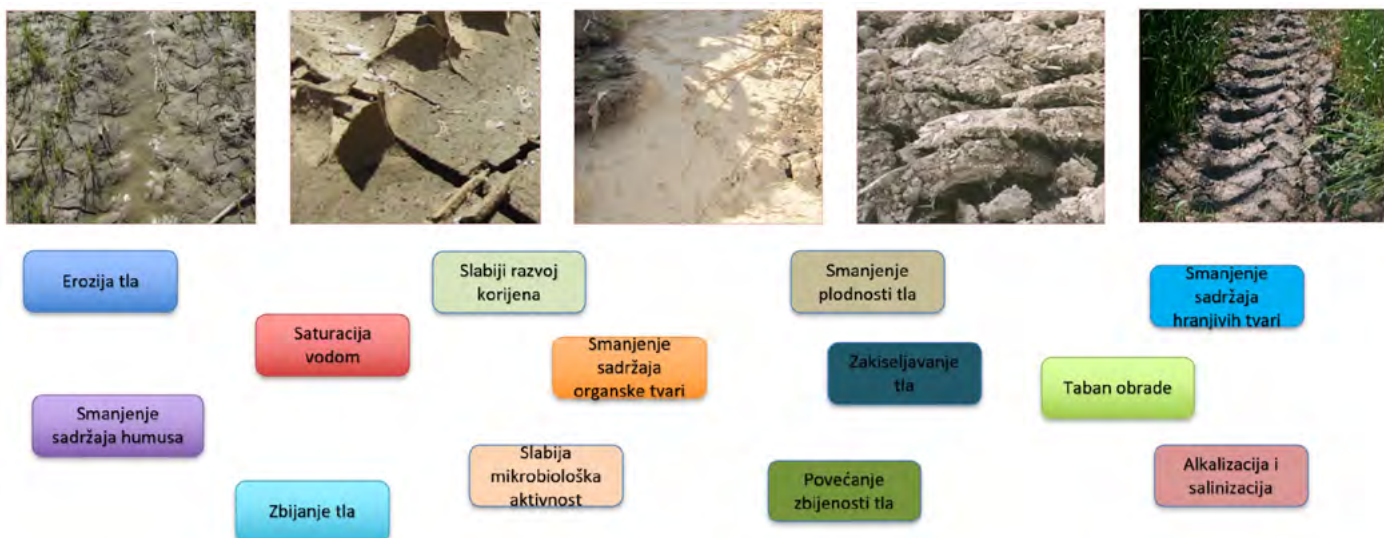 Erozija tla
Slabiji razvoj
korijena
Smanjenje
plodnosti tla
Smanjenje
sadržaja
hranjivih tvari
Saturacija
vodom
Smanjenje
sadržaja
organske tvari
Zakiseljavanje
tla
Taban obrade
Smanjenje
sadržaja humusa
Slabija
mikrobiološka
aktivnost
Povećanje
zbijenosti tla
Alkalizacija i
salinizacija
Zbijanje tla